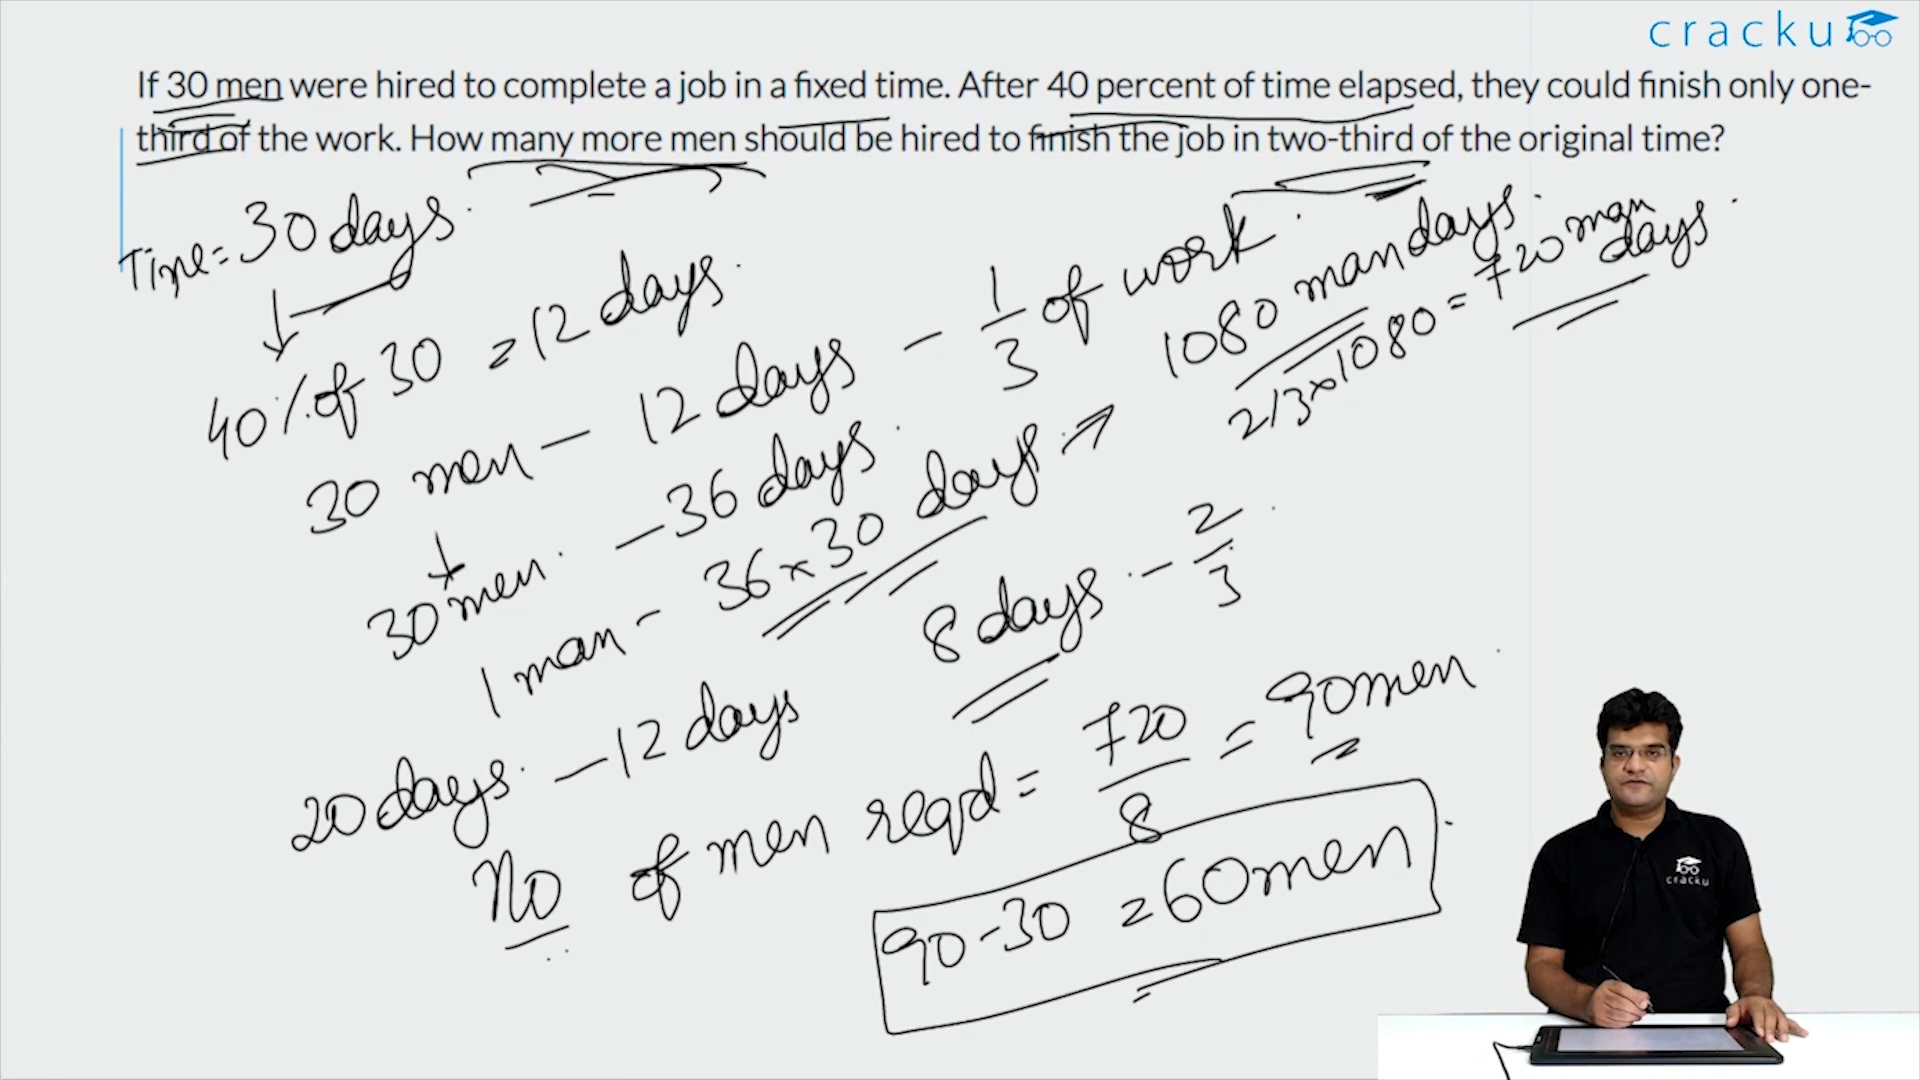 cracku
If 30 men were hired to complete a job in a fixed time. After 40 percent of time elapsed, they could finish only one-
third of the work. How many more men should be hired to finish the job in two-third of the original time?
Time = 30 days.
40% of 30 = 12 days.
30 men - 12 days - 1/3 of work.
30 men. - 36 days.
1 man - 36 x 30 days. ⇒ 1080 man days.
2/3 x 1080 = 720 man days.
20 days. - 12 days
8 days. - 2/3
No of men reqd = 720/8 = 90 men.
90 - 30 = 60 men.
cracku